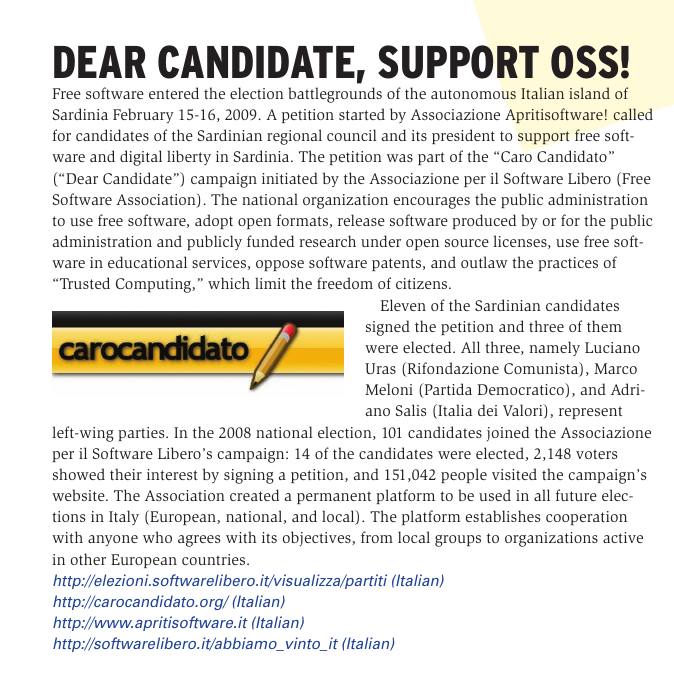 DEAR CANDIDATE, SUPPORT OSS!
Free software entered the election battlegrounds of the autonomous Italian island of
Sardinia February 15-16, 2009. A petition started by Associazione Apritisoftware! called
for candidates of the Sardinian regional council and its president to support free soft-
ware and digital liberty in Sardinia. The petition was part of the “Caro Candidato”
(“Dear Candidate”) campaign initiated by the Associazione per il Software Libero (Free
Software Association). The national organization encourages the public administration
to use free software, adopt open formats, release software produced by or for the public
administration and publicly funded research under open source licenses, use free soft-
ware in educational services, oppose software patents, and outlaw the practices of
“Trusted Computing,” which limit the freedom of citizens.
carocandidato
Eleven of the Sardinian candidates
signed the petition and three of them
were elected. All three, namely Luciano
Uras (Rifondazione Comunista), Marco
Meloni (Partida Democratico), and Adri-
ano Salis (Italia dei Valori), represent
left-wing parties. In the 2008 national election, 101 candidates joined the Associazione
per il Software Libero’s campaign: 14 of the candidates were elected, 2,148 voters
showed their interest by signing a petition, and 151,042 people visited the campaign’s
website. The Association created a permanent platform to be used in all future elec-
tions in Italy (European, national, and local). The platform establishes cooperation
with anyone who agrees with its objectives, from local groups to organizations active
in other European countries.
http://elezioni.softwarelibero.it/visualizza/partiti (Italian)
http://carocandidato.org/ (Italian)
http://www.apritisoftware.it (Italian)
http://softwarelibero.it/abbiamo_vinto_it (Italian)